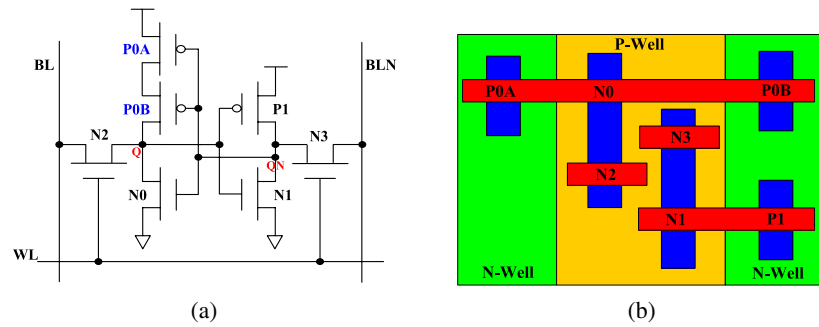 P0A
BL
BLN
P0B
P1
N2
N3
Q
QN
N0
N1
WL
(a)
P-Well
P0A
N0
P0B
N3
N2
N1
P1
N-Well
N-Well
(b)